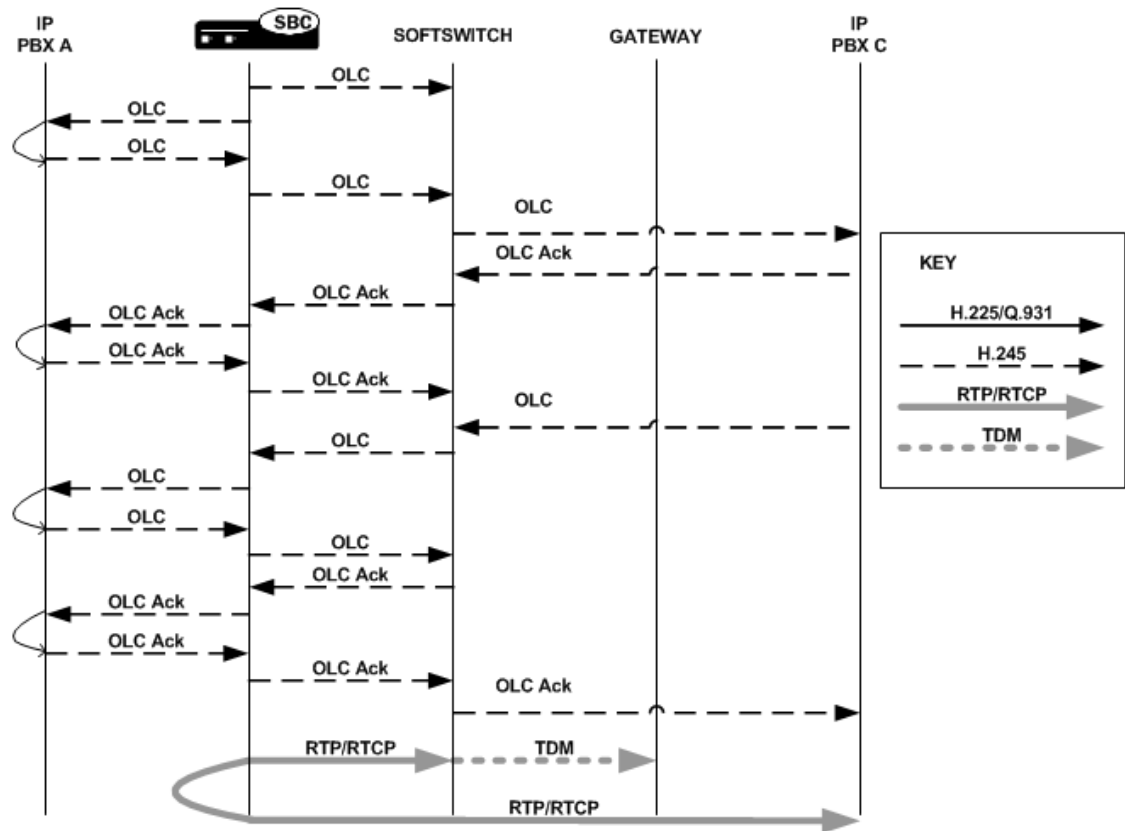 IP
PBX A
SBC
SOFTSWITCH
GATEWAY
IP
PBX C
OLC
OLC
OLC
OLC
OLC
OLC Ack
OLC Ack
OLC Ack
OLC Ack
OLC Ack
OLC
OLC
OLC
OLC
OLC
OLC Ack
OLC Ack
OLC Ack
OLC Ack
OLC Ack
RTP/RTCP
TDM
RTP/RTCP
KEY
H.225/Q.931
H.245
RTP/RTCP
TDM